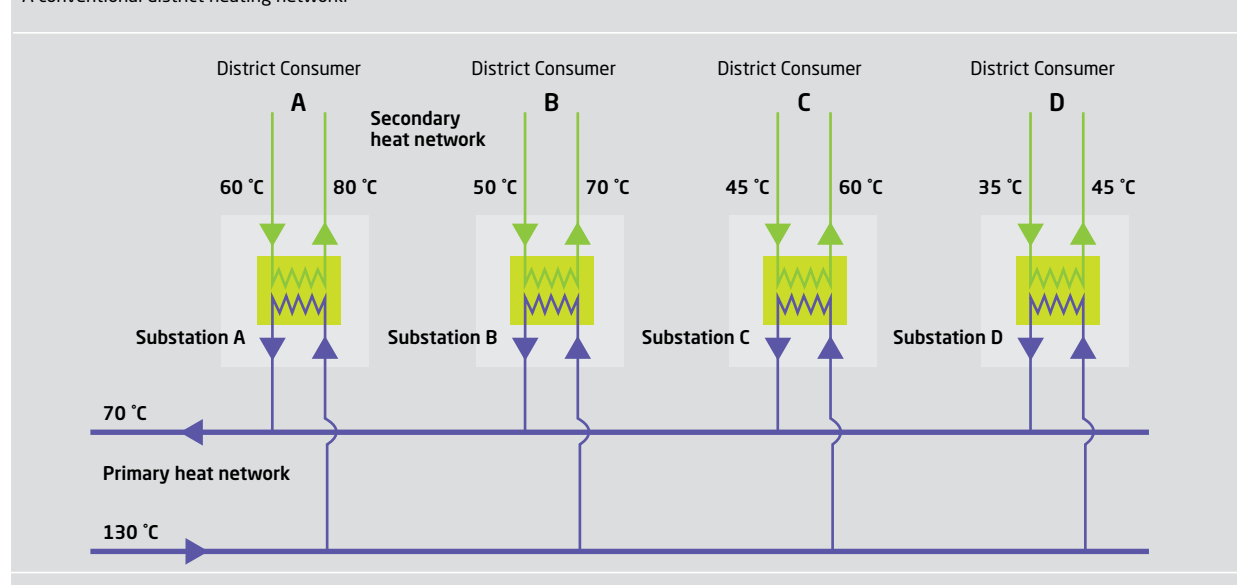 A conventional district heating network.
District Consumer District Consumer District Consumer District Consumer
A B C D
Secondary
heat network
60 ˚C 80 ˚C 50 ˚C 70 ˚C 45 ˚C 60 ˚C 35 ˚C 45 ˚C
Substation A Substation B Substation C Substation D
70 ˚C
Primary heat network
130 ˚C